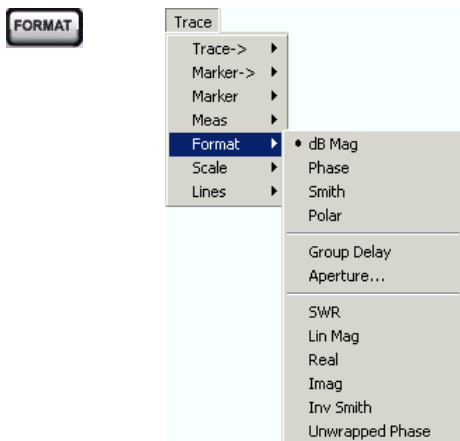 FORMAT
Trace
Trace->
Marker->
Marker
Meas
Format
Scale
Lines
dB Mag
Phase
Smith
Polar
Group Delay
Aperture...
SWR
Lin Mag
Real
Imag
Inv Smith
Unwrapped Phase